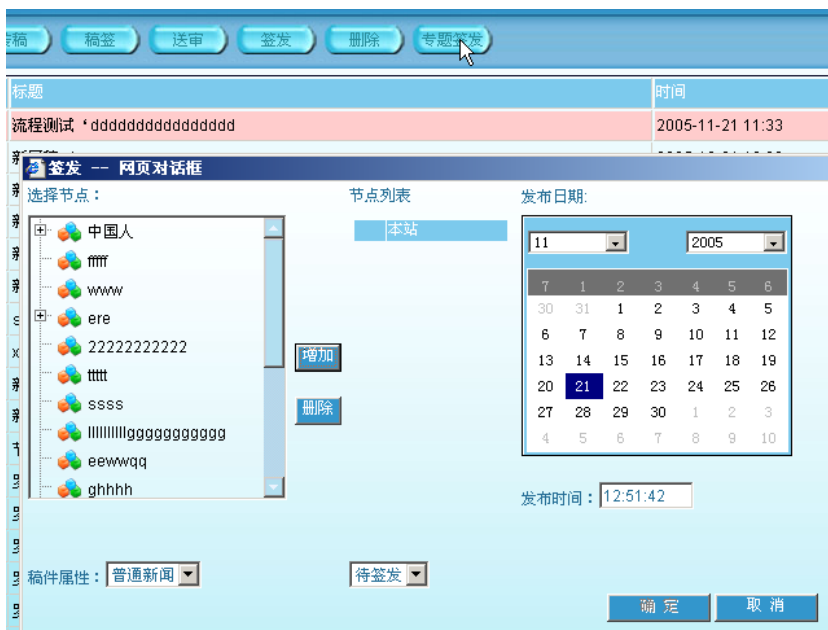 稿签 送审 签发 删除 专题签发
标题 时间
流程测试 ‘dddddddddddddddd 2005-11-21 11:33
签发 -- 网页对话框
选择节点： 节点列表 发布日期:
本站
中国人
ffffff
www
ere
22222222222
ttttt
ssss
llllllllllggggggggggg
eewwqq
ghhhh
增加
删除
11 2005
7 1 2 3 4 5 6
30 31 1 2 3 4 5
6 7 8 9 10 11 12
13 14 15 16 17 18 19
20 21 22 23 24 25 26
27 28 29 30 1 2 3
4 5 6 7 8 9 10
发布时间： 12:51:42
稿件属性： 普通新闻 待签发
确 定 取 消